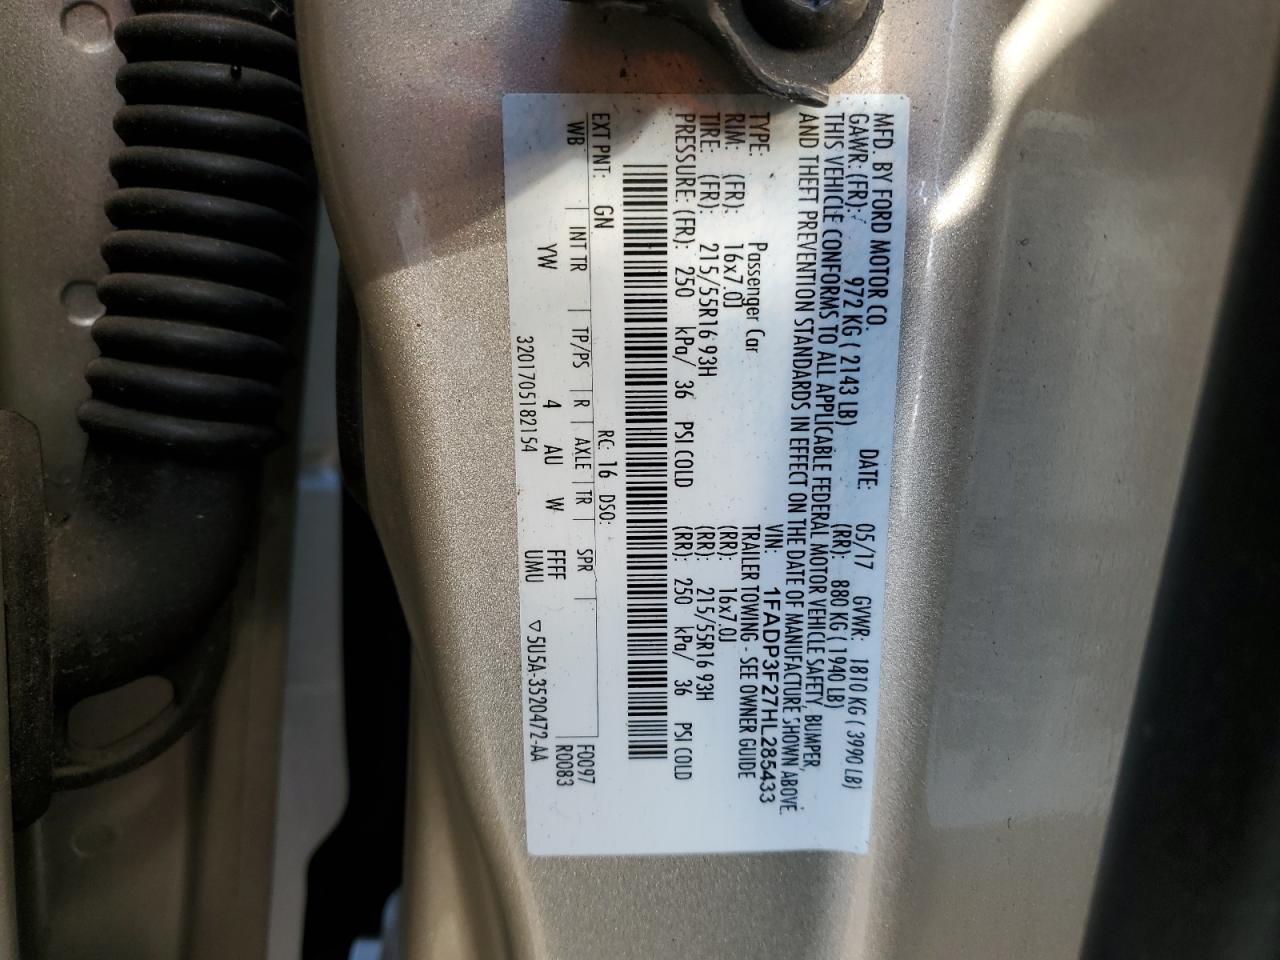 MFD. BY FORD MOTOR CO. DATE: 05/17 GVWR: 1810 KG ( 3990 LB)
GAWR: (FR): 972 KG ( 2143 LB) (RR): 880 KG ( 1940 LB)
THIS VEHICLE CONFORMS TO ALL APPLICABLE FEDERAL MOTOR VEHICLE SAFETY, BUMPER,
AND THEFT PREVENTION STANDARDS IN EFFECT ON THE DATE OF MANUFACTURE SHOWN ABOVE.
VIN: 1FADP3F27HL285433
TYPE: Passenger Car TRAILER TOWING - SEE OWNER GUIDE
RIM: (FR): 16x7.0J (RR): 16x7.0J
TIRE: (FR): 215/55R16 93H (RR): 215/55R16 93H
PRESSURE: (FR): 250 kPa/ 36 PSI COLD (RR): 250 kPa/ 36 PSI COLD
EXT PNT: GN RC: 16 DSO: F0097
WB INT TR TP/PS R AXLE TR SPR R0083
YW 4 AU W FFFF
3201705182154 UMU ▽5U5A-3520472-AA